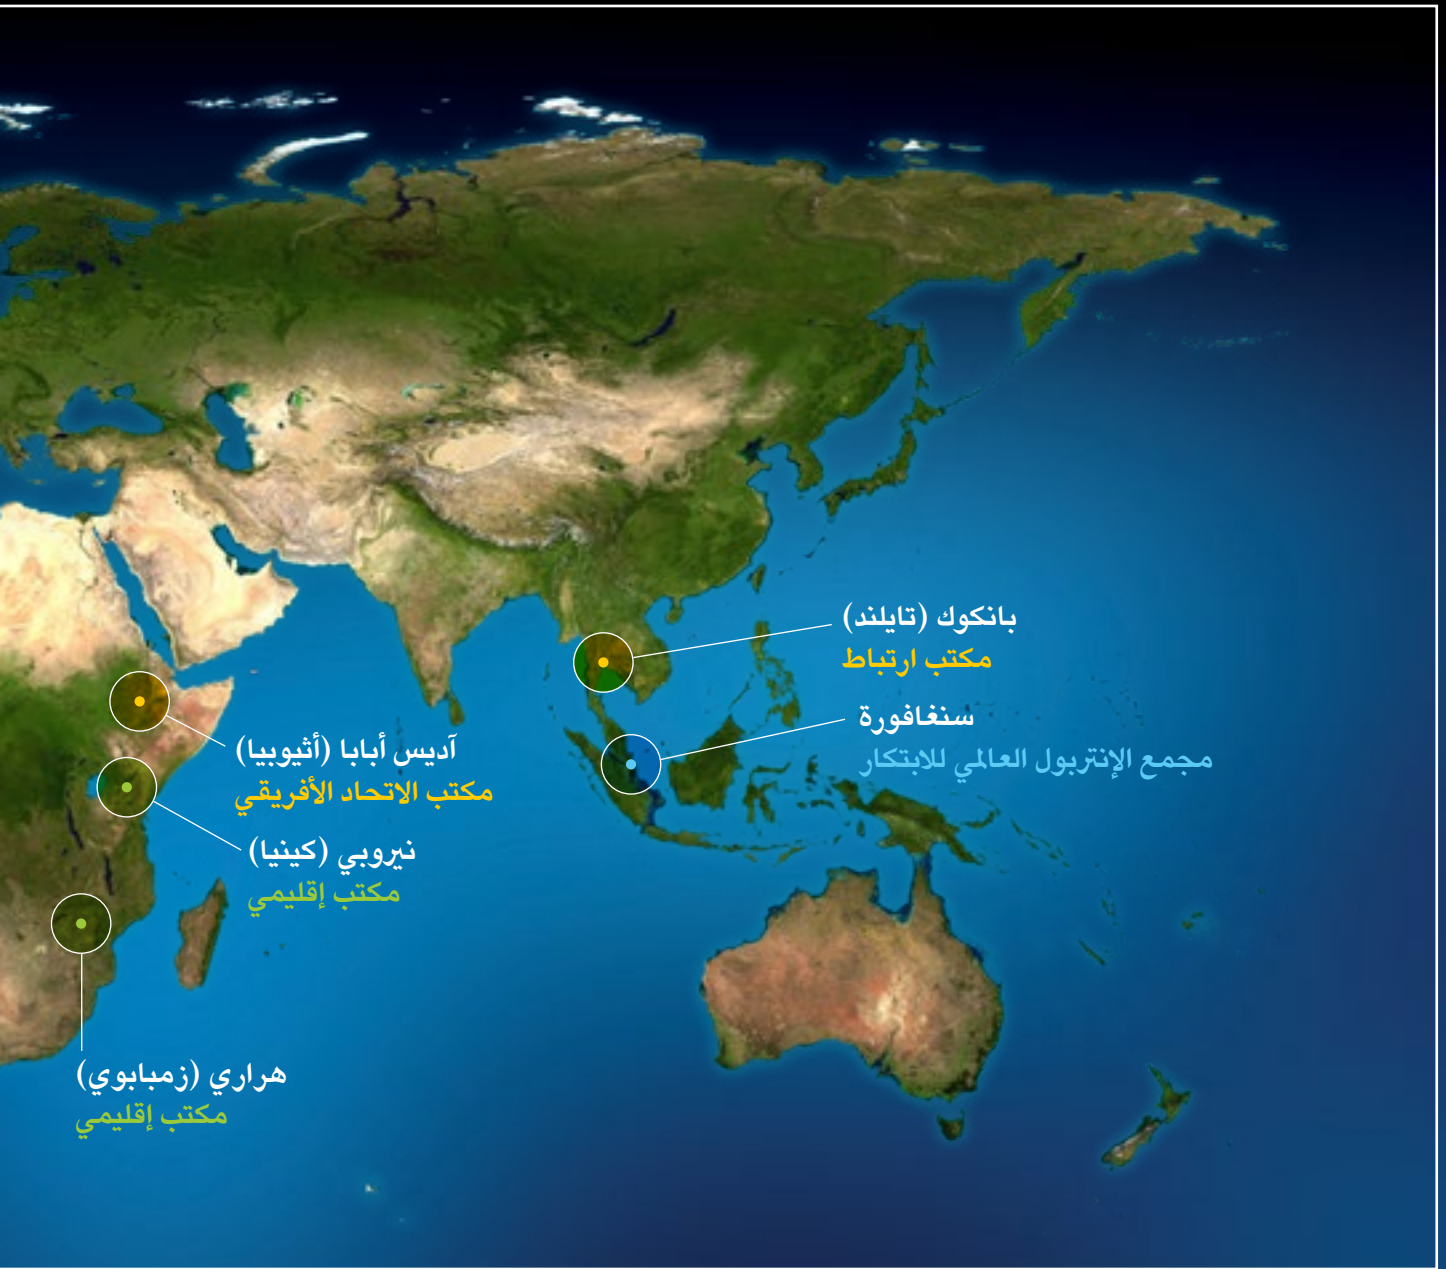 بانكوك (تايلند)
مكتب ارتباط
سنغافورة
مجمع الإنتربول العالمي للابتكار
آديس أبابا (أثيوبيا)
مكتب الاتحاد الأفريقي
نيروبي (كينيا)
مكتب إقليمي
هراري (زمبابوي)
مكتب إقليمي